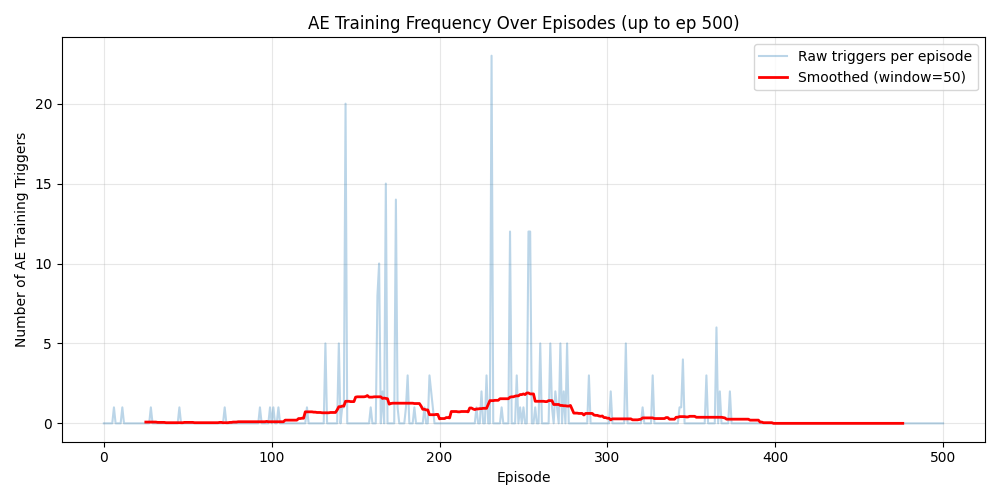 AE Training Frequency Over Episodes (up to ep 500)
Raw triggers per episode
Smoothed (window=50)
Number of AE Training Triggers
20
15
10
5
0
0 100 200 300 400 500
Episode